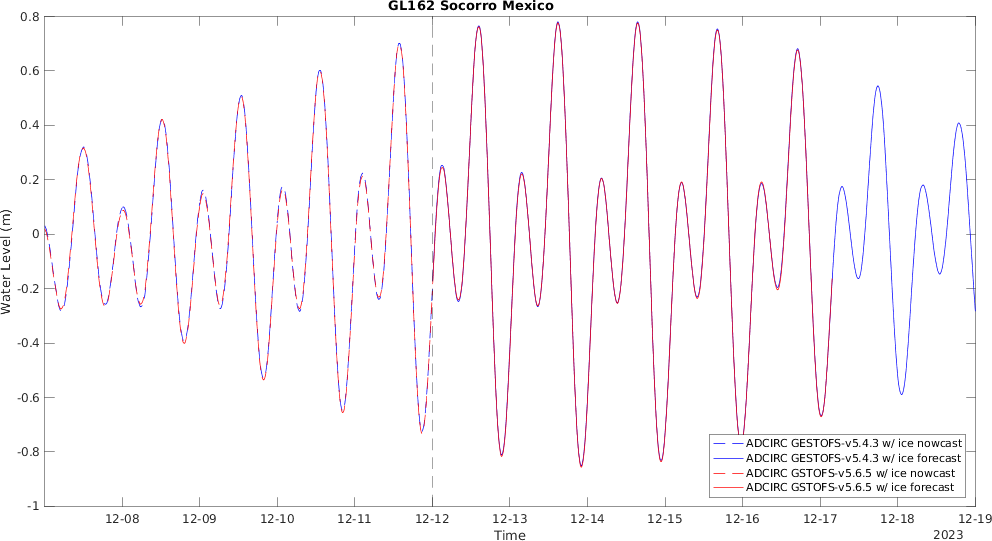 GL162 Socorro Mexico
0.8
0.6
0.4
0.2
0
-0.2
-0.4
-0.6
-0.8
-1
Water Level (m)
ADCIRC GESTOFS-v5.4.3 w/ ice nowcast
ADCIRC GESTOFS-v5.4.3 w/ ice forecast
ADCIRC GSTOFS-v5.6.5 w/ ice nowcast
ADCIRC GSTOFS-v5.6.5 w/ ice forecast
12-08 12-09 12-10 12-11 12-12 12-13 12-14 12-15 12-16 12-17 12-18 12-19
Time
2023